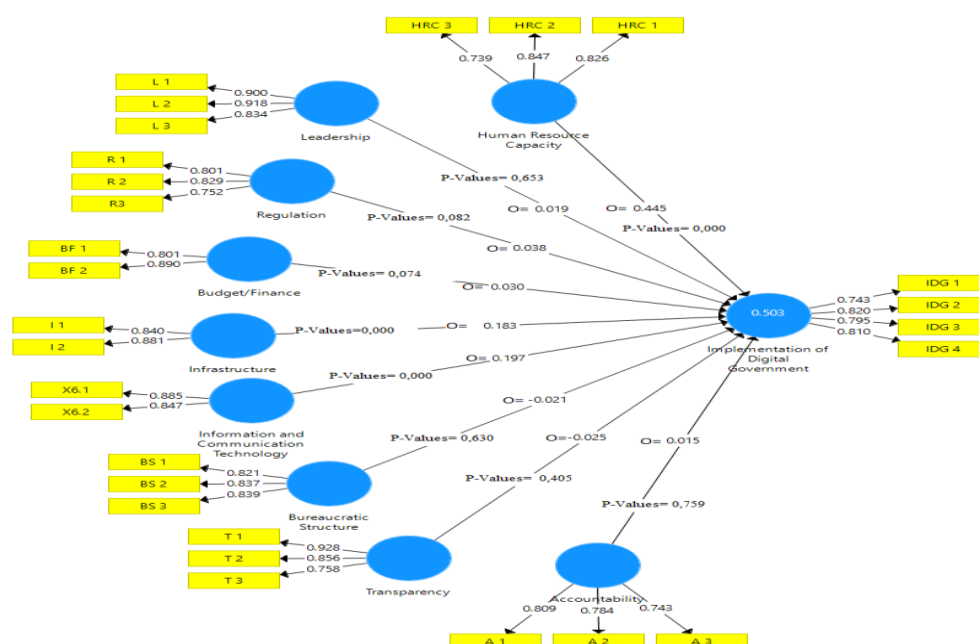 HRC 3
HRC 2
HRC 1
0.739
0.847
0.826
Human Resource
Capacity
L 1
L 2
L 3
0.900
0.918
0.834
Leadership
P-Values= 0,653
O= 0.019
O= 0.445
P-Values= 0,000
R 1
R 2
R3
0.801
0.829
0.752
Regulation
P-Values= 0,082
O= 0.038
BF 1
BF 2
0.801
0.890
Budget/Finance
P-Values= 0,074
O= 0.030
I 1
I 2
0.840
0.881
Infrastructure
P-Values= 0,000
O= 0.183
0.503
Implementation of
Digital
Government
0.743
0.820
0.795
0.810
IDG 1
IDG 2
IDG 3
IDG 4
X6.1
X6.2
0.885
0.847
Information and
Communication
Technology
P-Values= 0,000
O= 0.197
BS 1
BS 2
BS 3
0.821
0.837
0.839
Bureaucratic
Structure
P-Values= 0,630
O= -0.021
T 1
T 2
T 3
0.928
0.856
0.758
Transparency
P-Values= 0,405
O=-0.025
O= 0.015
P-Values= 0,759
Accountability
0.809
0.784
0.743
A 1
A 2
A 3